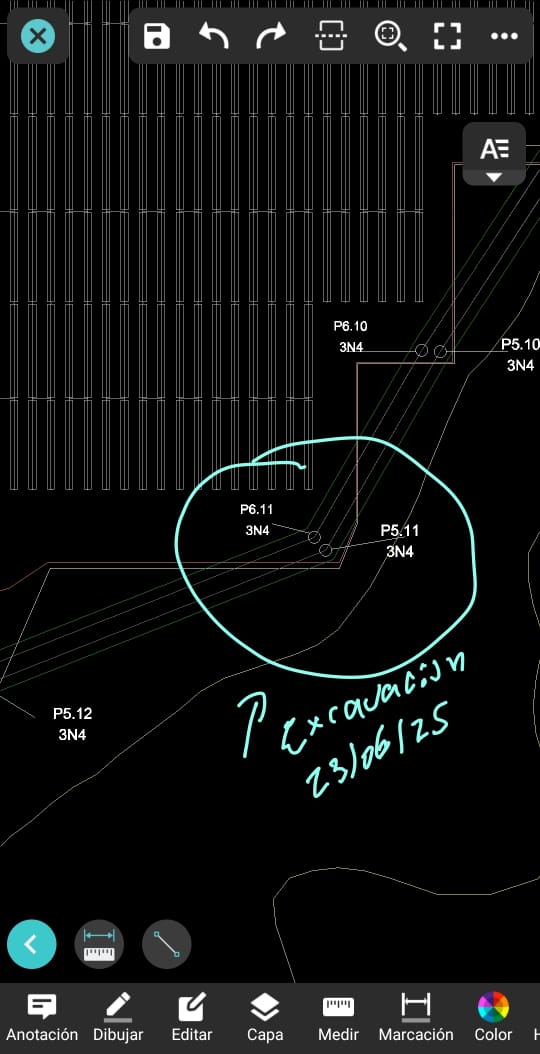 A
P6.10
3N4
P5.10
3N4
P6.11
3N4
P5.11
3N4
Excavación
23/06/25
P5.12
3N4
Anotación Dibujar Editar Capa Medir Marcación Color H